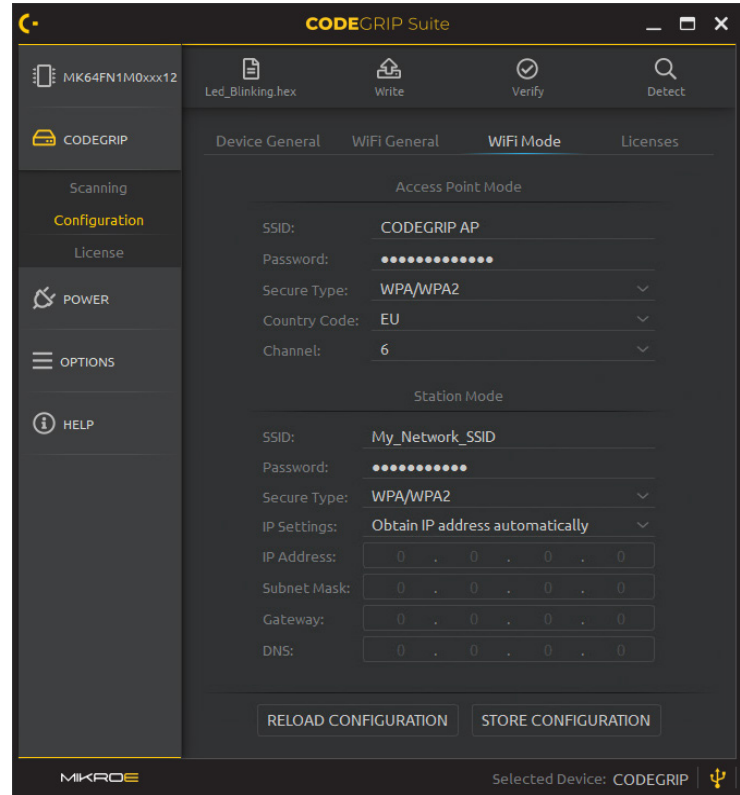 CODEGRIP Suite
MK64FN1M0xxx12
Led_Blinking.hex
Write
Verify
Detect
CODEGRIP
Scanning
Configuration
License
POWER
OPTIONS
HELP
Device General
WiFi General
WiFi Mode
Licenses
Access Point Mode
SSID: CODEGRIP AP
Password: •••••••••••••
Secure Type: WPA/WPA2
Country Code: EU
Channel: 6
Station Mode
SSID: My_Network_SSID
Password: •••••••••••
Secure Type: WPA/WPA2
IP Settings: Obtain IP address automatically
IP Address: 0 . 0 . 0 . 0
Subnet Mask: 0 . 0 . 0 . 0
Gateway: 0 . 0 . 0 . 0
DNS: 0 . 0 . 0 . 0
RELOAD CONFIGURATION
STORE CONFIGURATION
MIKROE
Selected Device: CODEGRIP